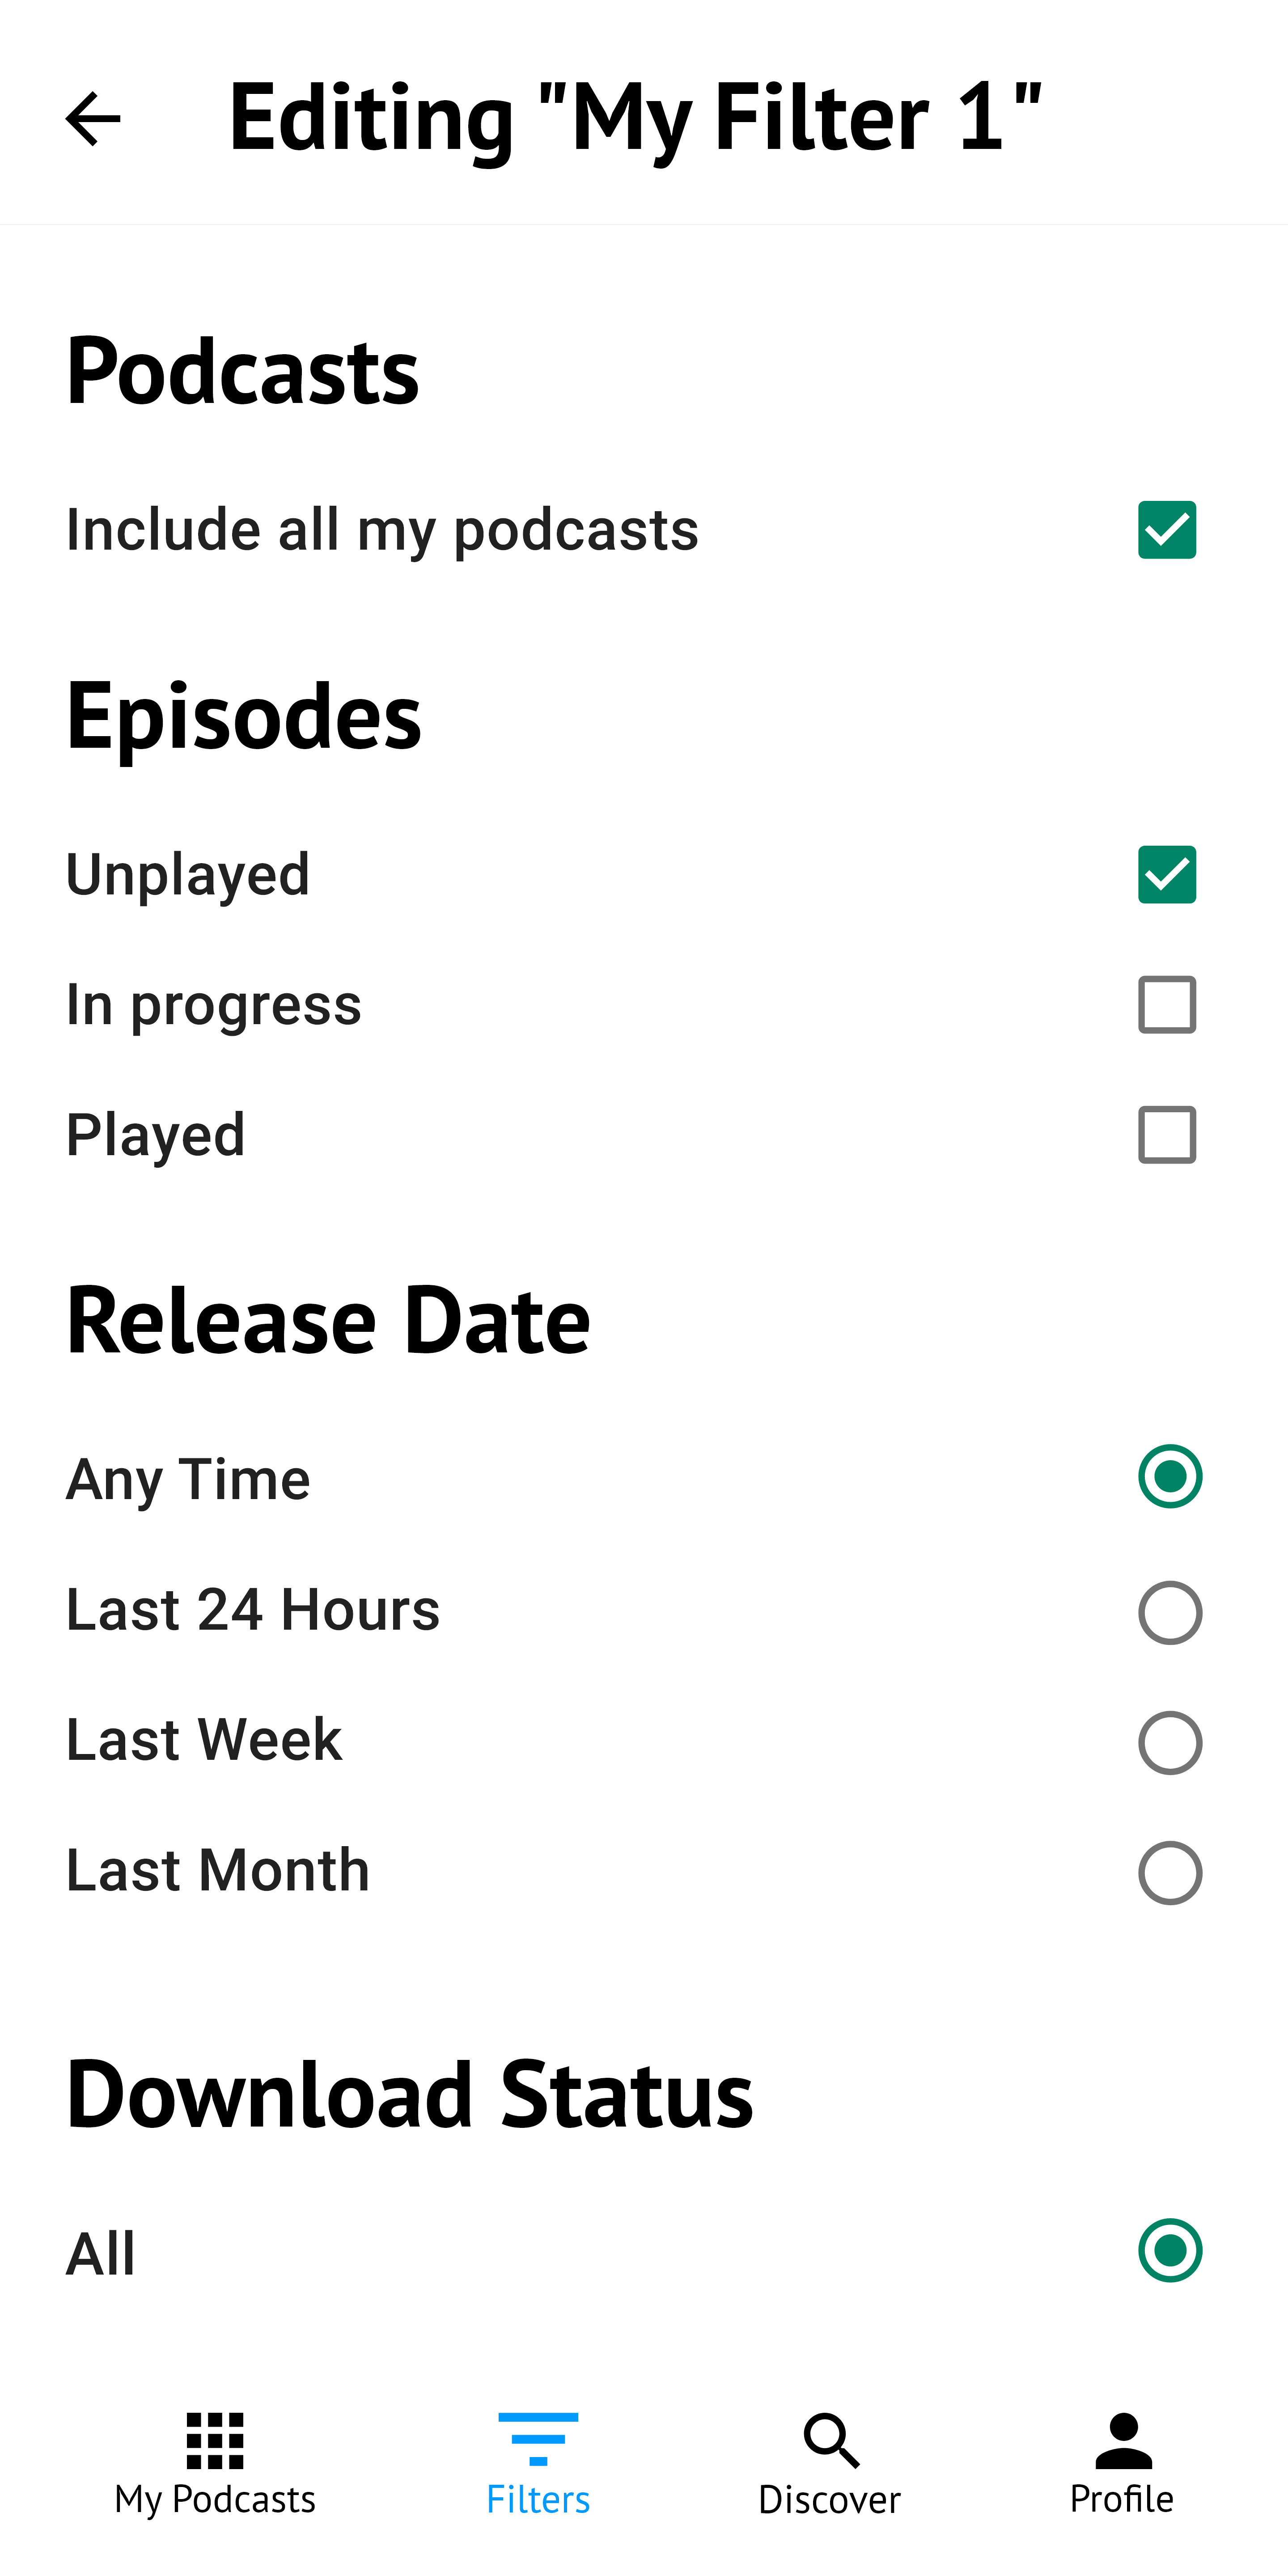 Editing "My Filter 1"
Podcasts
Include all my podcasts
Episodes
Unplayed
In progress
Played
Release Date
Any Time
Last 24 Hours
Last Week
Last Month
Download Status
All
My Podcasts
Filters
Discover
Profile